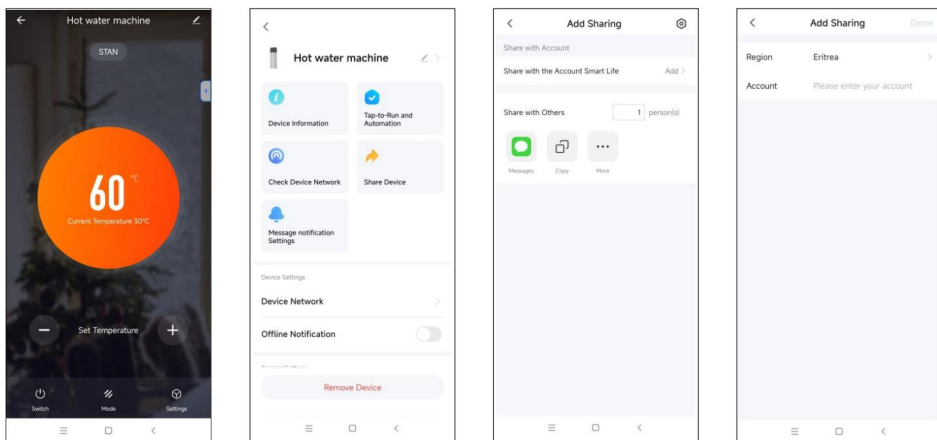 Hot water machine
STAN
60 °C
Current Temperature 30°C
Set Temperature
Switch
Mode
Settings
Hot water machine
Device Information
Tap-to-Run and
Automation
Check Device Network
Share Device
Message notification
Settings
Device Settings
Device Network
Offline Notification
Remove Device
Add Sharing
Share with Account
Share with the Account Smart Life
Add
Share with Others
1 person(s)
Messages
Copy
More
Add Sharing
Done
Region
Eritrea
Account
Please enter your account